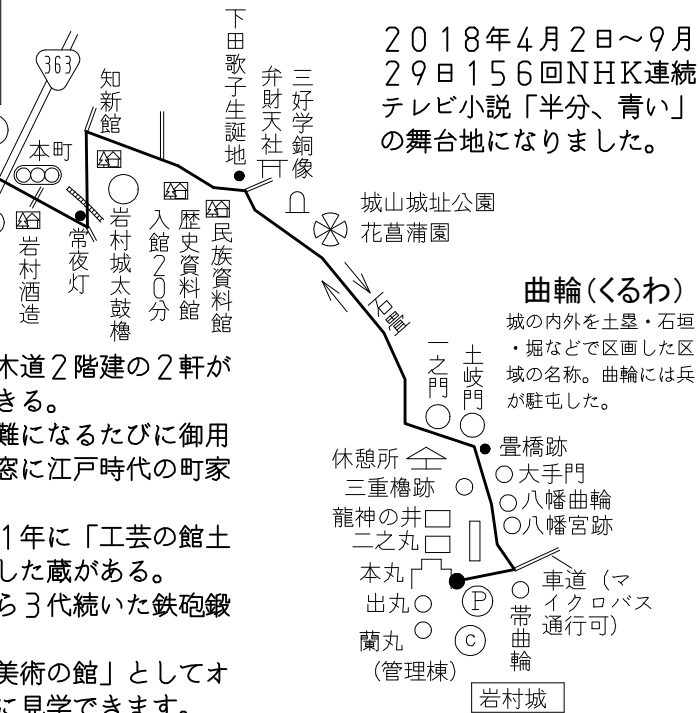 2018年4月2日～9月
29日156回NHK連続
テレビ小説「半分、青い」
の舞台地になりました。
363
知新館
本町
下田歌子生誕地
弁財天社
三好学銅像
城山城址公園
花菖蒲園
岩村酒造
常夜灯
岩村城太鼓櫓
入館20分
歴史資料館
民族資料館
石畳
曲輪(くるわ)
城の内外を土塁・石垣
・堀などで区画した区
域の名称。曲輪には兵
が駐屯した。
木道2階建の2軒が
きる。
難になるたびに御用
窓に江戸時代の町家
1年に「工芸の館土
した蔵がある。
ら3代続いた鉄砲鍛
美術の館」としてオ
に見学できます。
一之門
土岐門
畳橋跡
休憩所
大手門
三重櫓跡
八幡曲輪
龍神の井
八幡宮跡
二之丸
本丸
車道（マ
イクロバス
通行可）
出丸
P
帯曲輪
蘭丸
C
（管理棟）
岩村城